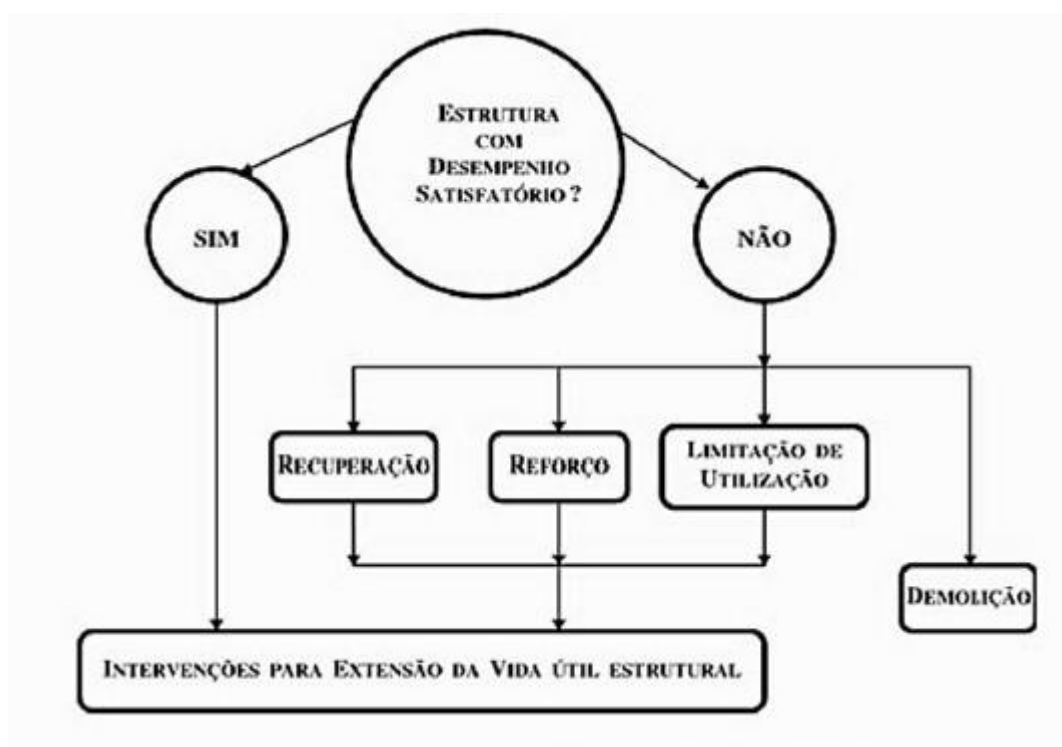 ESTRUTURA
COM
DESEMPENHO
SATISFATÓRIO ?
SIM
NÃO
RECUPERAÇÃO
REFORÇO
LIMITAÇÃO DE
UTILIZAÇÃO
DEMOLIÇÃO
INTERVENÇÕES PARA EXTENSÃO DA VIDA ÚTIL ESTRUTURAL